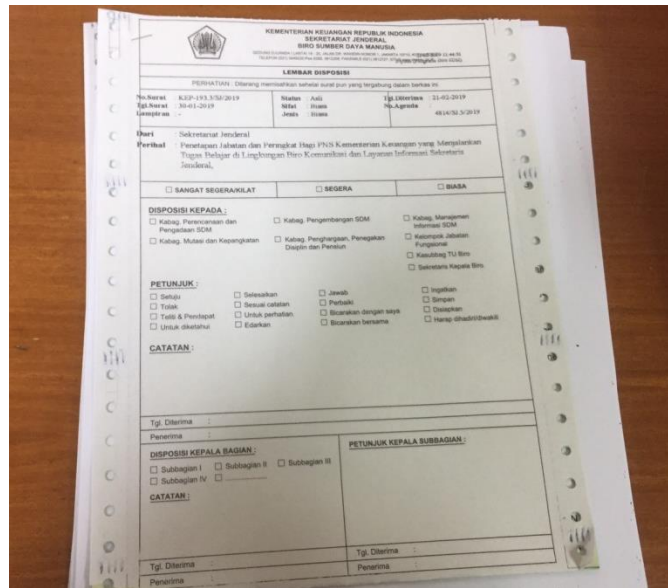 KEMENTERIAN KEUANGAN REPUBLIK INDONESIA
SEKRETARIAT JENDERAL
BIRO SUMBER DAYA MANUSIA
LEMBAR DISPOSISI
PERHATIAN : Dilarang memisahkan sehelai surat pun yang tergabung dalam berkas ini.
No.Surat : KEP-193.3/SJ/2019 Status : Asli Tgl.Diterima : 21-02-2019
Tgl.Surat : 30-01-2019 Sifat : Biasa No.Agenda :
Lampiran : - Jenis : Biasa 4814/SJ.5/2019
Dari : Sekretariat Jenderal
Perihal : Penetapan Jabatan dan Peringkat Bagi PNS Kementerian Keuangan yang Menjalankan
Tugas Belajar di Lingkungan Biro Komunikasi dan Layanan Informasi Sekretaris
Jenderal,
SANGAT SEGERA/KILAT SEGERA BIASA
DISPOSISI KEPADA :
Kabag. Perencanaan dan Pengadaan SDM
Kabag. Mutasi dan Kepangkatan
Kabag. Pengembangan SDM
Kabag. Penghargaan, Penegakan
Disiplin dan Pensiun
Kabag. Manajemen
Informasi SDM
Kelompok Jabatan
Fungsional
Kasubbag TU Biro
Sekretaris Kepala Biro
PETUNJUK :
Setuju
Tolak
Teliti & Pendapat
Untuk diketahui
Selesaikan
Sesuai catatan
Untuk perhatian
Edarkan
Jawab
Perbaiki
Bicarakan dengan saya
Bicarakan bersama
Ingatkan
Simpan
Disiapkan
Harap dihadiri/diwakili
CATATAN :
Tgl. Diterima :
Penerima :
DISPOSISI KEPALA BAGIAN :
Subbagian I Subbagian II Subbagian III
Subbagian IV ....................
CATATAN :
Tgl. Diterima :
Penerima
PETUNJUK KEPALA SUBBAGIAN :
Tgl. Diterima :
Penerima